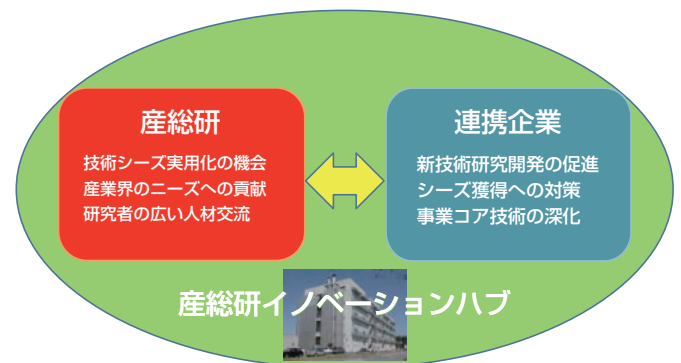 産総研
技術シーズ実用化の機会
産業界のニーズへの貢献
研究者の広い人材交流
連携企業
新技術研究開発の促進
シーズ獲得への対策
事業コア技術の深化
産総研イノベーションハブ